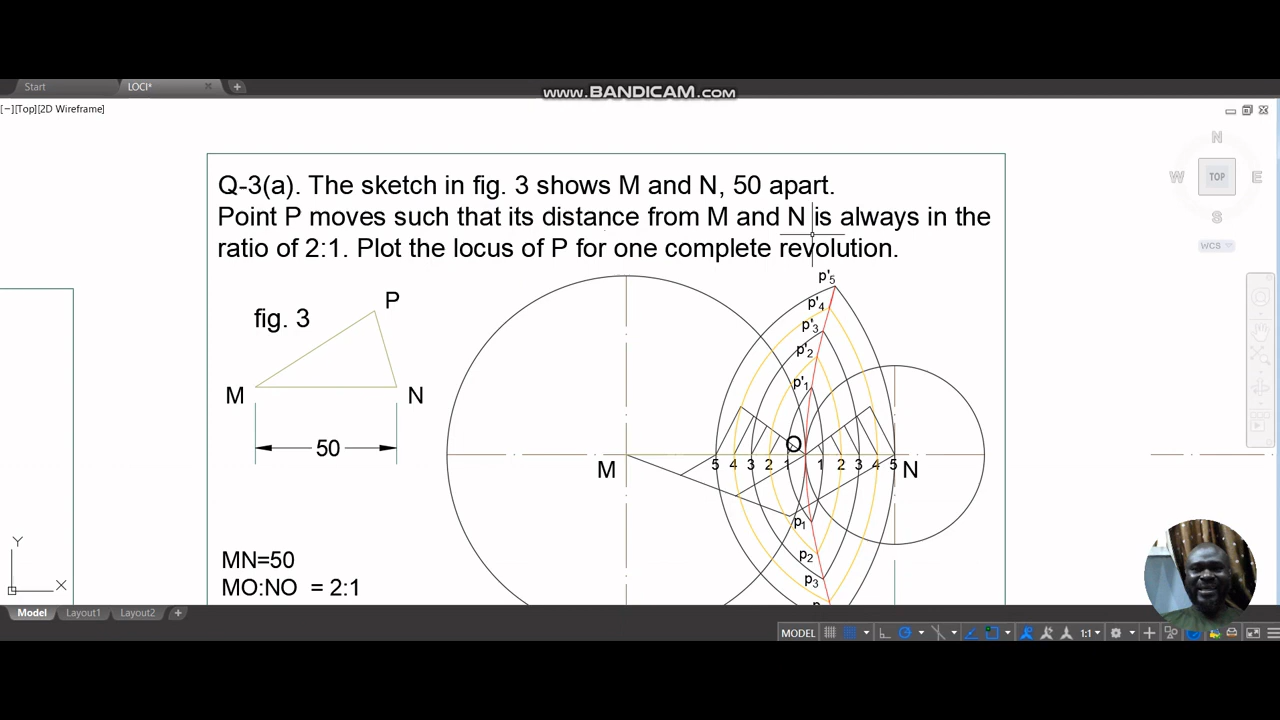 Start
LOCI*
www.BANDICAM.com
[−][Top][2D Wireframe]
N
W
TOP
E
S
WCS
Q-3(a). The sketch in fig. 3 shows M and N, 50 apart.
Point P moves such that its distance from M and N is always in the
ratio of 2:1. Plot the locus of P for one complete revolution.
fig. 3
P
M
N
50
p'5
p'4
p'3
p'2
p'1
O
M
5 4 3 2 1 1 2 3 4 5
N
p1
p2
p3
MN=50
MO:NO = 2:1
Y
X
Model
Layout1
Layout2
MODEL
1:1